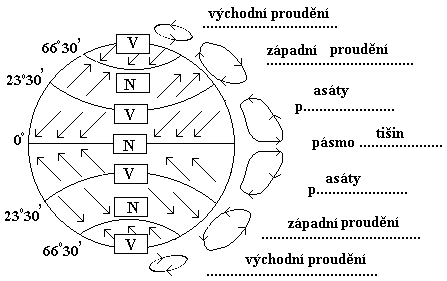 východní proudění
66°30' V
západní proudění
23°30' N
asáty
p..............
V
0° N pásmo tišin
V
asáty
p..............
23°30' N
západní proudění
66°30' V
východní proudění